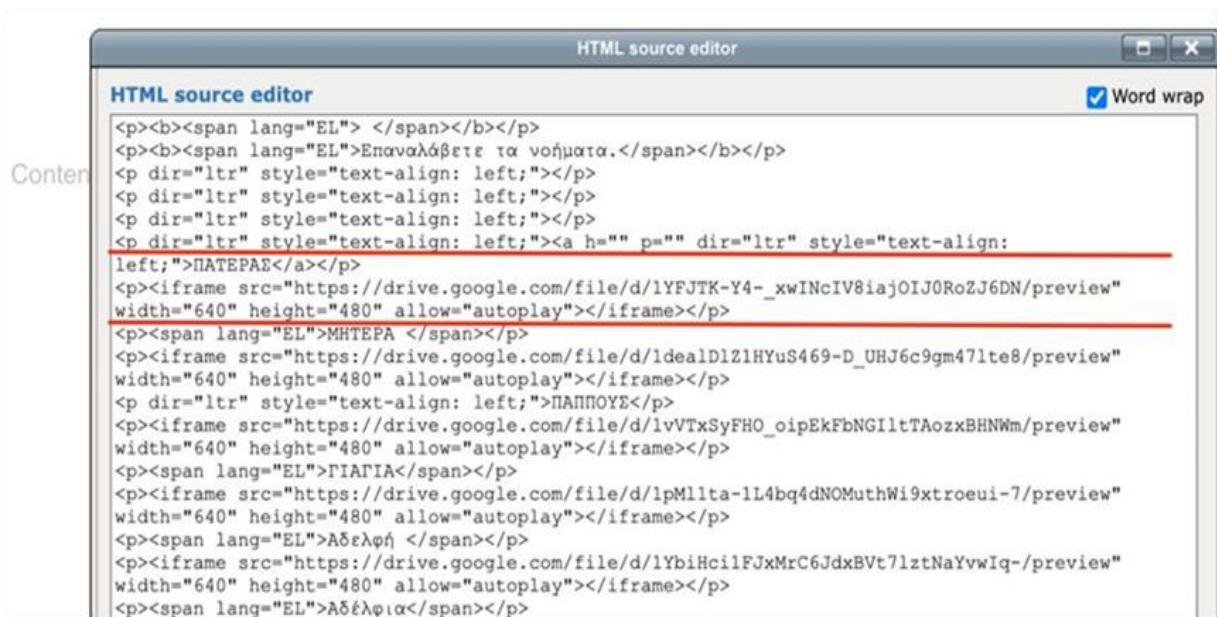 HTML source editor
HTML source editor
Word wrap
Conten
<p><b><span lang="EL"> </span></b></p>
<p><b><span lang="EL">Επαναλάβετε τα νοήματα.</span></b></p>
<p dir="ltr" style="text-align: left;"></p>
<p dir="ltr" style="text-align: left;"></p>
<p dir="ltr" style="text-align: left;"></p>
<p dir="ltr" style="text-align: left;"><a h="" p="" dir="ltr" style="text-align:
left;">ΠΑΤΕΡΑΣ</a></p>
<p><iframe src="https://drive.google.com/file/d/1YFJTK-Y4-_xwINcIV8iajOIJ0RoZJ6DN/preview"
width="640" height="480" allow="autoplay"></iframe></p>
<p><span lang="EL">ΜΗΤΕΡΑ </span></p>
<p><iframe src="https://drive.google.com/file/d/1dealDlZ1HYuS469-D_UHJ6c9gm47lte8/preview"
width="640" height="480" allow="autoplay"></iframe></p>
<p dir="ltr" style="text-align: left;">ΠΑΠΠΟΥΣ</p>
<p><iframe src="https://drive.google.com/file/d/1vVTxSyFHO_oipEkFbNGIltTAozxBHNWm/preview"
width="640" height="480" allow="autoplay"></iframe></p>
<p><span lang="EL">ΓΙΑΓΙΑ</span></p>
<p><iframe src="https://drive.google.com/file/d/1pMl1ta-1L4bq4dNOMuthWi9xtroeui-7/preview"
width="640" height="480" allow="autoplay"></iframe></p>
<p><span lang="EL">Αδελφή </span></p>
<p><iframe src="https://drive.google.com/file/d/1YbiHci1FJxMrC6JdxBVt7lztNaYvwIq-/preview"
width="640" height="480" allow="autoplay"></iframe></p>
<p><span lang="EL">Αδέλφια</span></p>